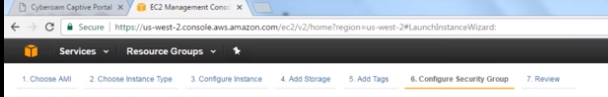 Cyberoam Captive Portal
EC2 Management Conso
Secure | https://us-west-2.console.aws.amazon.com/ec2/v2/home?region=us-west-2#LaunchInstanceWizard:
Services Resource Groups
1. Choose AMI 2. Choose Instance Type 3. Configure Instance 4. Add Storage 5. Add Tags 6. Configure Security Group 7. Review